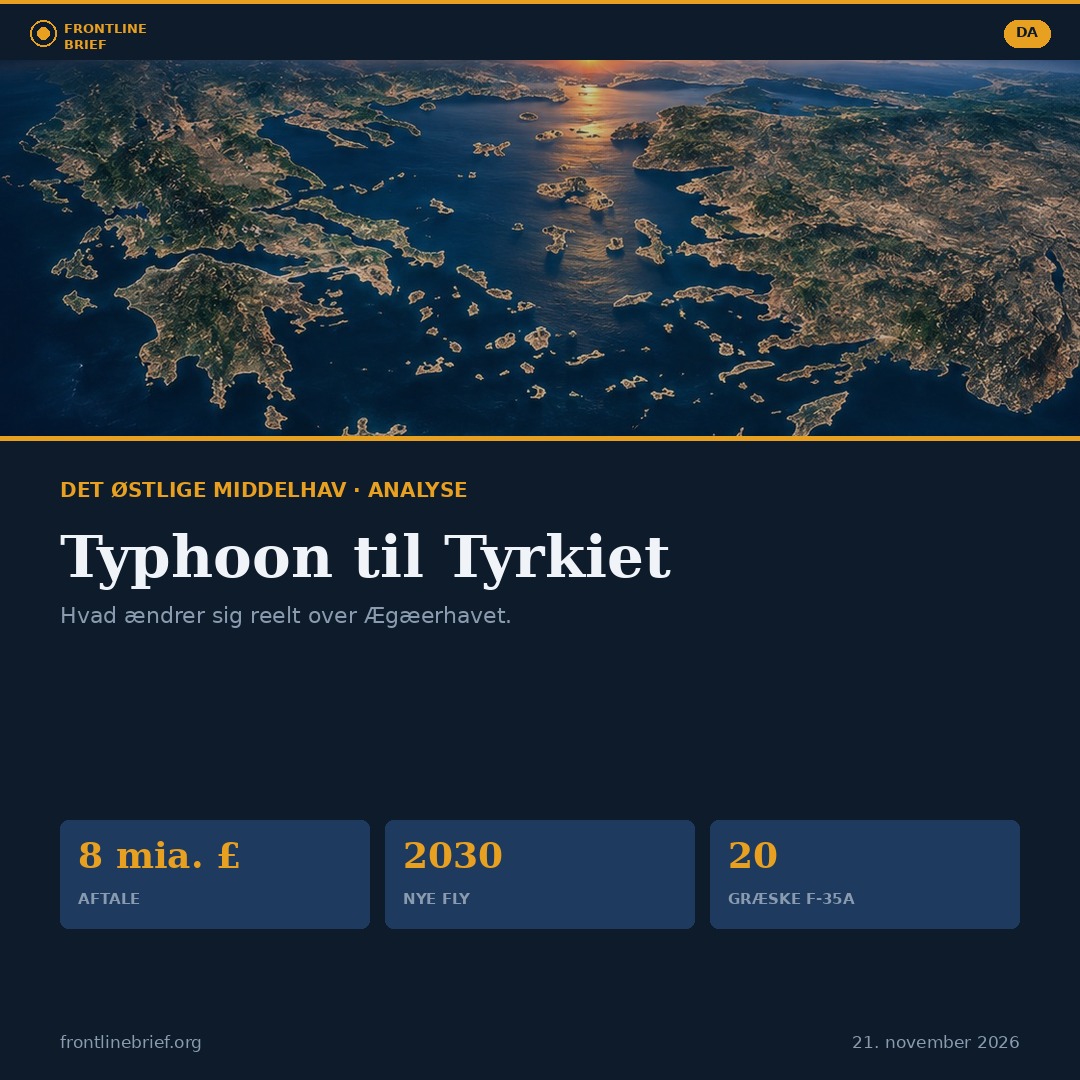 FRONTLINE
BRIEF
DA
DET ØSTLIGE MIDDELHAV · ANALYSE
Typhoon til Tyrkiet
Hvad ændrer sig reelt over Ægæerhavet.
8 mia. £
AFTALE
2030
NYE FLY
20
GRÆSKE F-35A
frontlinebrief.org
21. november 2026